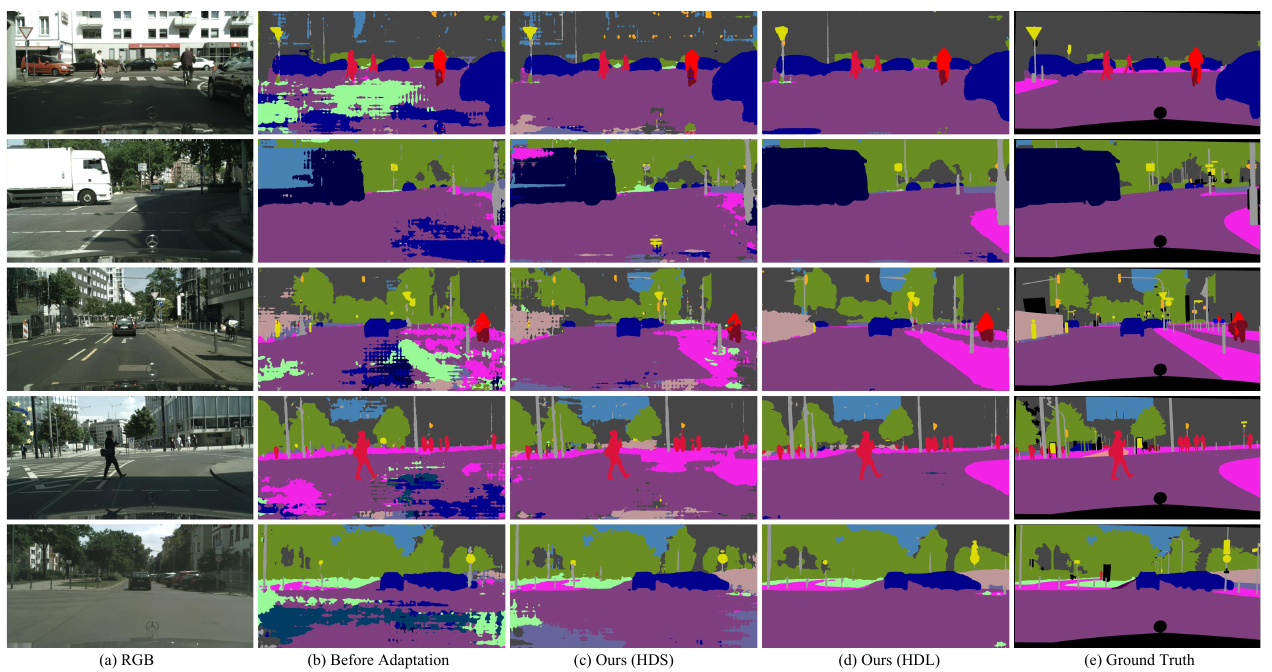 (a) RGB
(b) Before Adaptation
(c) Ours (HDS)
(d) Ours (HDL)
(e) Ground Truth